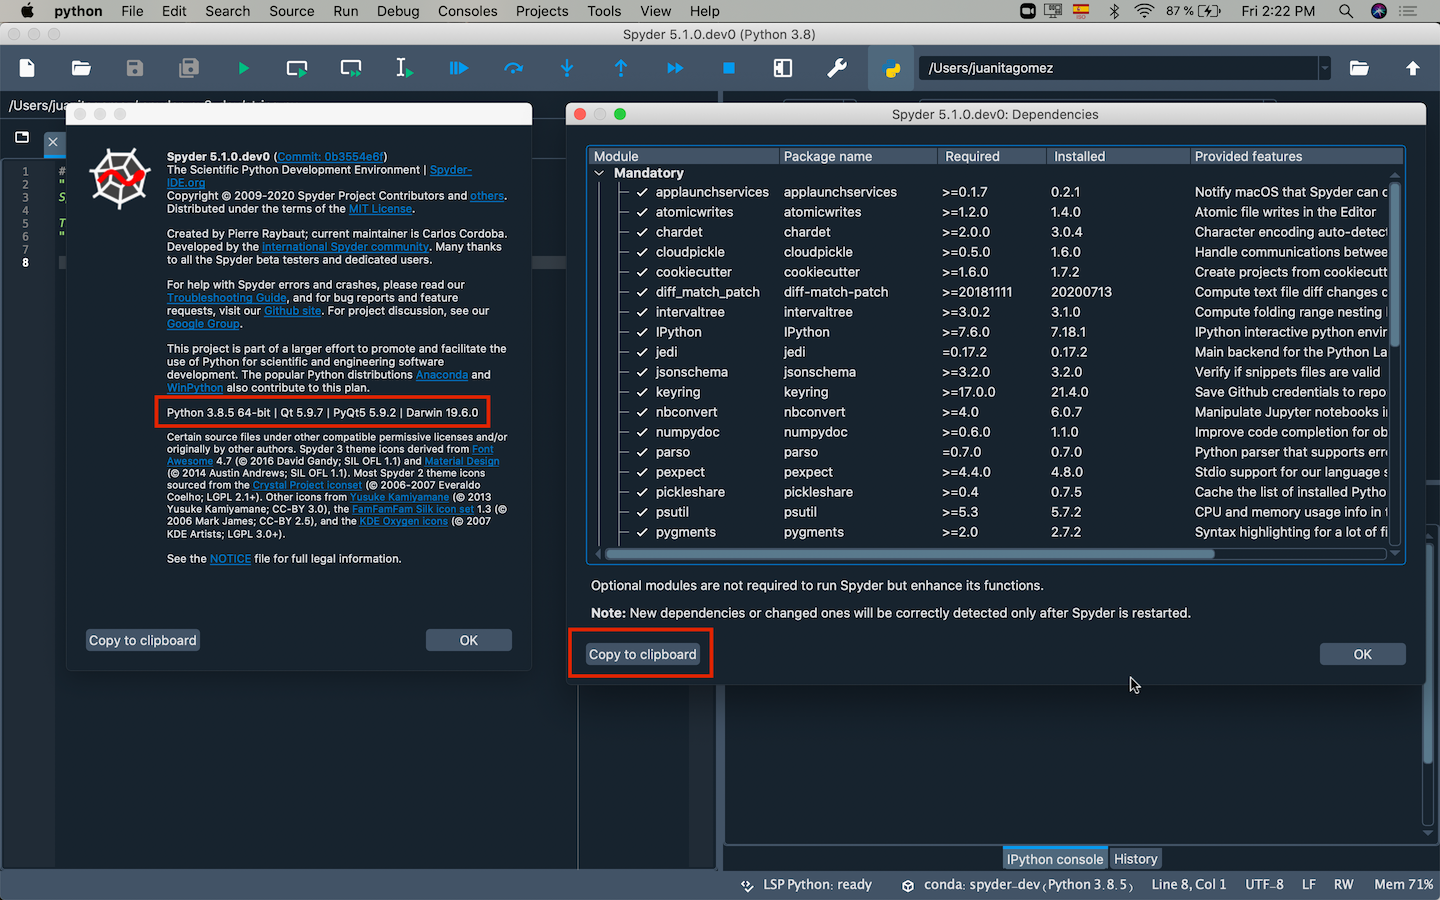 python File Edit Search Source Run Debug Consoles Projects Tools View Help
87 % Fri 2:22 PM
Spyder 5.1.0.dev0 (Python 3.8)
/Users/juanitagomez
Spyder 5.1.0.dev0 (Commit: 0b3554e6f)
The Scientific Python Development Environment | Spyder-
IDE.org
Copyright © 2009-2020 Spyder Project Contributors and others.
Distributed under the terms of the MIT License.
Created by Pierre Raybaut; current maintainer is Carlos Cordoba.
Developed by the international Spyder community. Many thanks
to all the Spyder beta testers and dedicated users.
For help with Spyder errors and crashes, please read our
Troubleshooting Guide, and for bug reports and feature
requests, visit our Github site. For project discussion, see our
Google Group.
This project is part of a larger effort to promote and facilitate the
use of Python for scientific and engineering software
development. The popular Python distributions Anaconda and
WinPython also contribute to this plan.
Python 3.8.5 64-bit | Qt 5.9.7 | PyQt5 5.9.2 | Darwin 19.6.0
Certain source files under other compatible permissive licenses and/or
originally by other authors. Spyder 3 theme icons derived from Font
Awesome 4.7 (© 2016 David Gandy; SIL OFL 1.1) and Material Design
(© 2014 Austin Andrews; SIL OFL 1.1). Most Spyder 2 theme icons
sourced from the Crystal Project iconset (© 2006-2007 Everaldo
Coelho; LGPL 2.1+). Other icons from Yusuke Kamiyamane (© 2013
Yusuke Kamiyamane; CC-BY 3.0), the FamFamFam Silk icon set 1.3 (©
2006 Mark James; CC-BY 2.5), and the KDE Oxygen icons (© 2007
KDE Artists; LGPL 3.0+).
See the NOTICE file for full legal information.
Copy to clipboard OK
1 #
2 "
3 S
4
5 T
6 "
7
8
Spyder 5.1.0.dev0: Dependencies
Module Package name Required Installed Provided features
Mandatory
applaunchservices applaunchservices >=0.1.7 0.2.1 Notify macOS that Spyder can
atomicwrites atomicwrites >=1.2.0 1.4.0 Atomic file writes in the Editor
chardet chardet >=2.0.0 3.0.4 Character encoding auto-detect
cloudpickle cloudpickle >=0.5.0 1.6.0 Handle communications betwee
cookiecutter cookiecutter >=1.6.0 1.7.2 Create projects from cookiecutt
diff_match_patch diff-match-patch >=20181111 20200713 Compute text file diff changes
intervaltree intervaltree >=3.0.2 3.1.0 Compute folding range nesting
IPython IPython >=7.6.0 7.18.1 IPython interactive python envir
jedi jedi =0.17.2 0.17.2 Main backend for the Python La
jsonschema jsonschema >=3.2.0 3.2.0 Verify if snippets files are valid
keyring keyring >=17.0.0 21.4.0 Save Github credentials to repo
nbconvert nbconvert >=4.0 6.0.7 Manipulate Jupyter notebooks i
numpydoc numpydoc >=0.6.0 1.1.0 Improve code completion for ob
parso parso =0.7.0 0.7.0 Python parser that supports err
pexpect pexpect >=4.4.0 4.8.0 Stdio support for our language s
pickleshare pickleshare >=0.4 0.7.5 Cache the list of installed Pytho
psutil psutil >=5.3 5.7.2 CPU and memory usage info in t
pygments pygments >=2.0 2.7.2 Syntax highlighting for a lot of fi
Optional modules are not required to run Spyder but enhance its functions.
Note: New dependencies or changed ones will be correctly detected only after Spyder is restarted.
Copy to clipboard OK
IPython console History
LSP Python: ready conda: spyder-dev (Python 3.8.5) Line 8, Col 1 UTF-8 LF RW Mem 71%